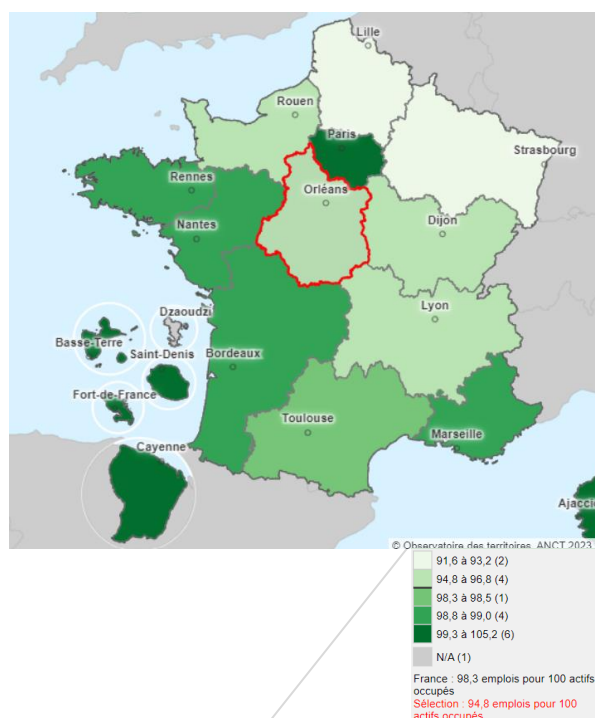 Lille
Rouen
Paris
Strasbourg
Rennes
Orléans
Nantes
Dijon
Dzaoudzi
Lyon
Basse-Terre
Saint-Denis
Bordeaux
Fort-de-France
Toulouse
Marseille
Cayenne
Ajaccio
© Observatoire des territoires, ANCT 2023
91,6 à 93,2 (2)
94,8 à 96,8 (4)
98,3 à 98,5 (1)
98,8 à 99,0 (4)
99,3 à 105,2 (6)
N/A (1)
France : 98,3 emplois pour 100 actifs
occupés
Sélection : 94,8 emplois pour 100
actifs occupés